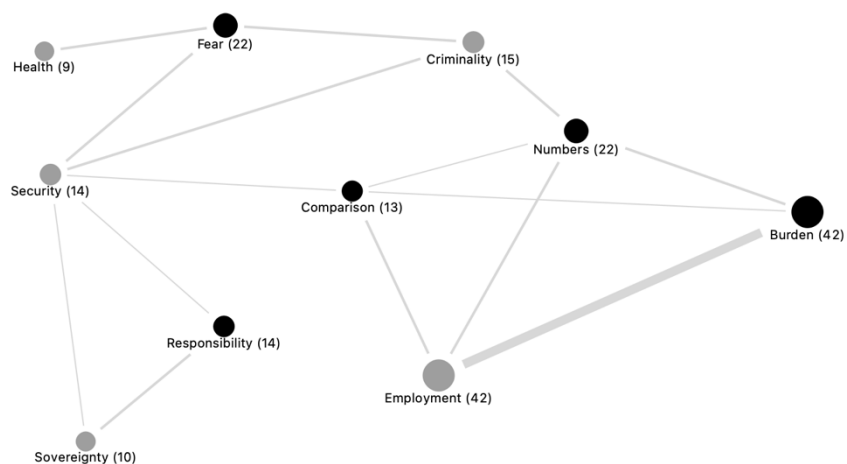 Fear (22)
Health (9)
Criminality (15)
Numbers (22)
Security (14)
Comparison (13)
Burden (42)
Responsibility (14)
Employment (42)
Sovereignty (10)